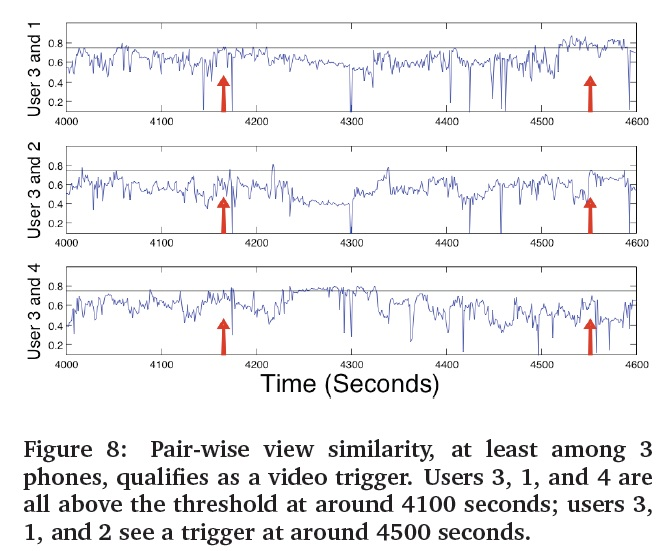 User 3 and 1
0.8
0.6
0.4
0.2
4000 4100 4200 4300 4400 4500 4600
User 3 and 2
0.8
0.6
0.4
0.2
4000 4100 4200 4300 4400 4500 4600
User 3 and 4
0.8
0.6
0.4
0.2
4000 4100 4200 4300 4400 4500 4600
Time (Seconds)
Figure 8: Pair-wise view similarity, at least among 3
phones, qualifies as a video trigger. Users 3, 1, and 4 are
all above the threshold at around 4100 seconds; users 3,
1, and 2 see a trigger at around 4500 seconds.